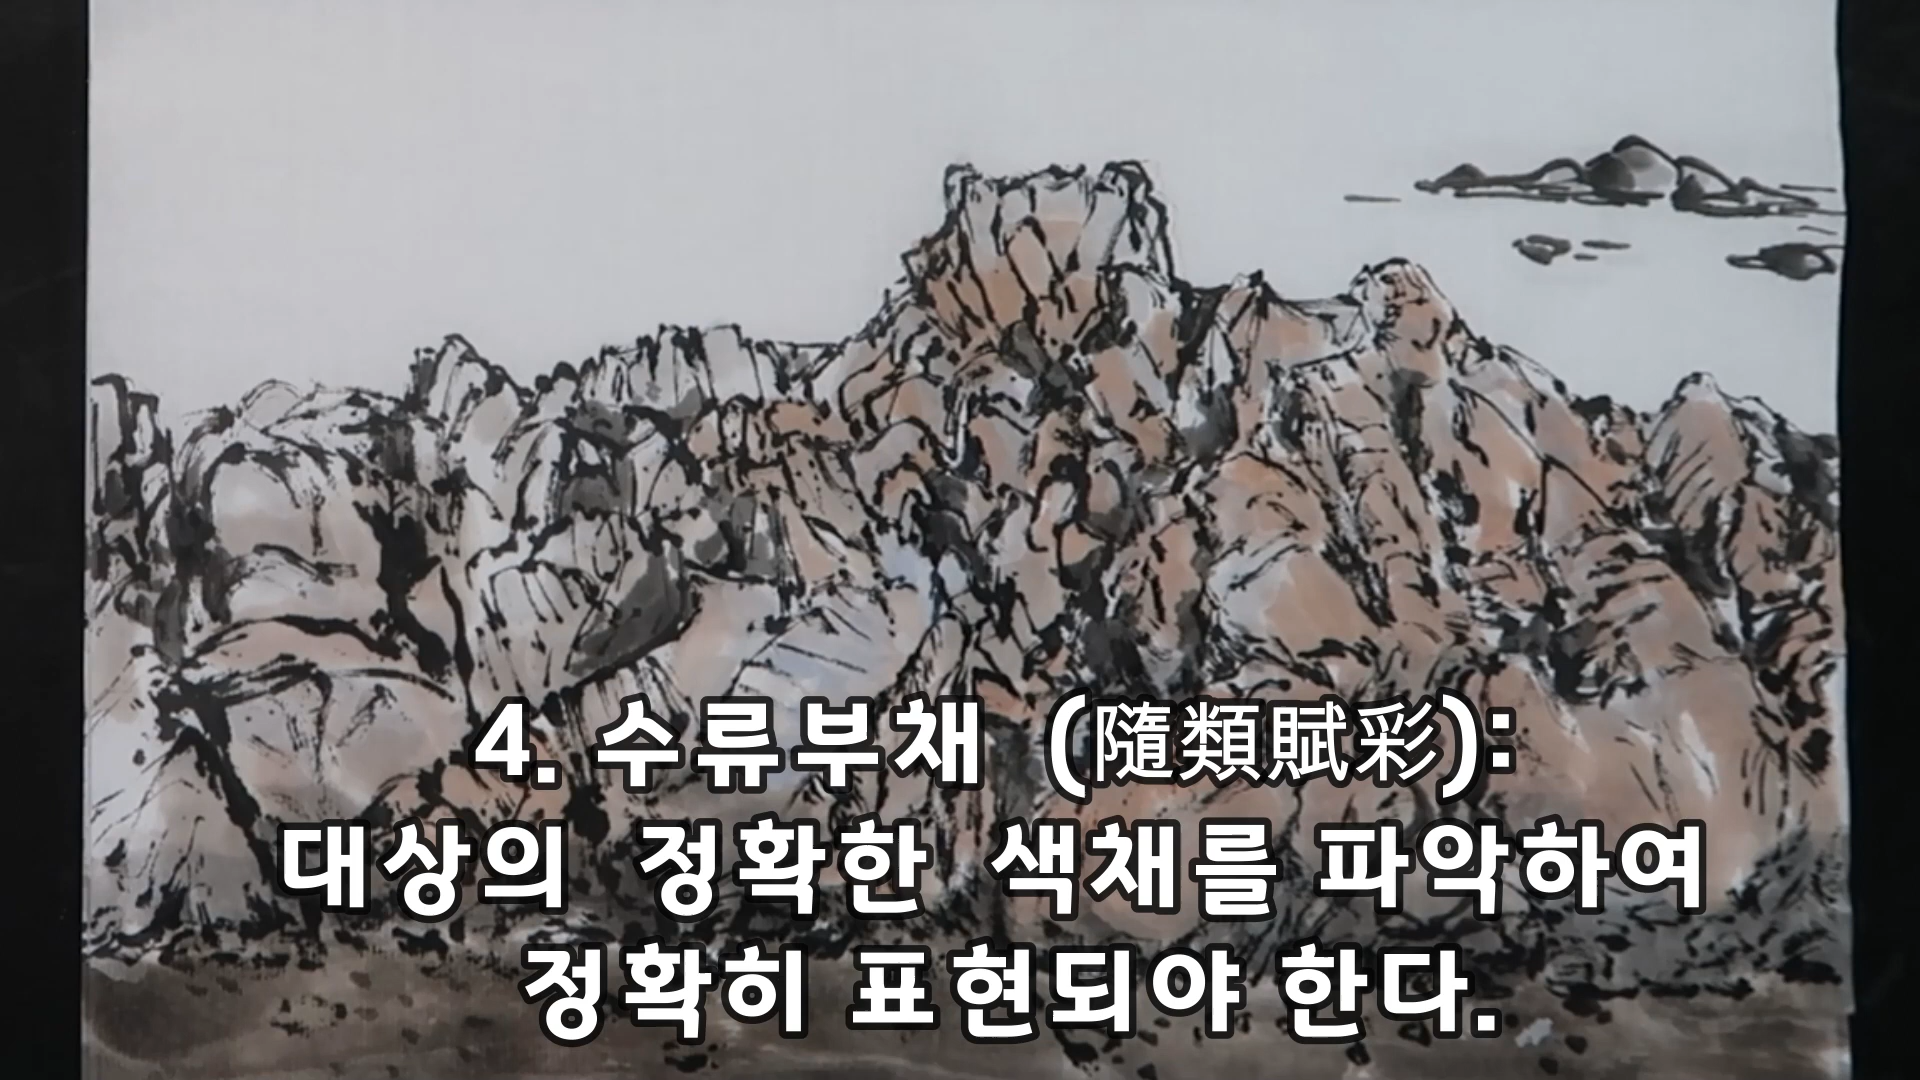 4. 수류부채 (隨類賦彩):
대상의 정확한 색채를 파악하여
정확히 표현되야 한다.